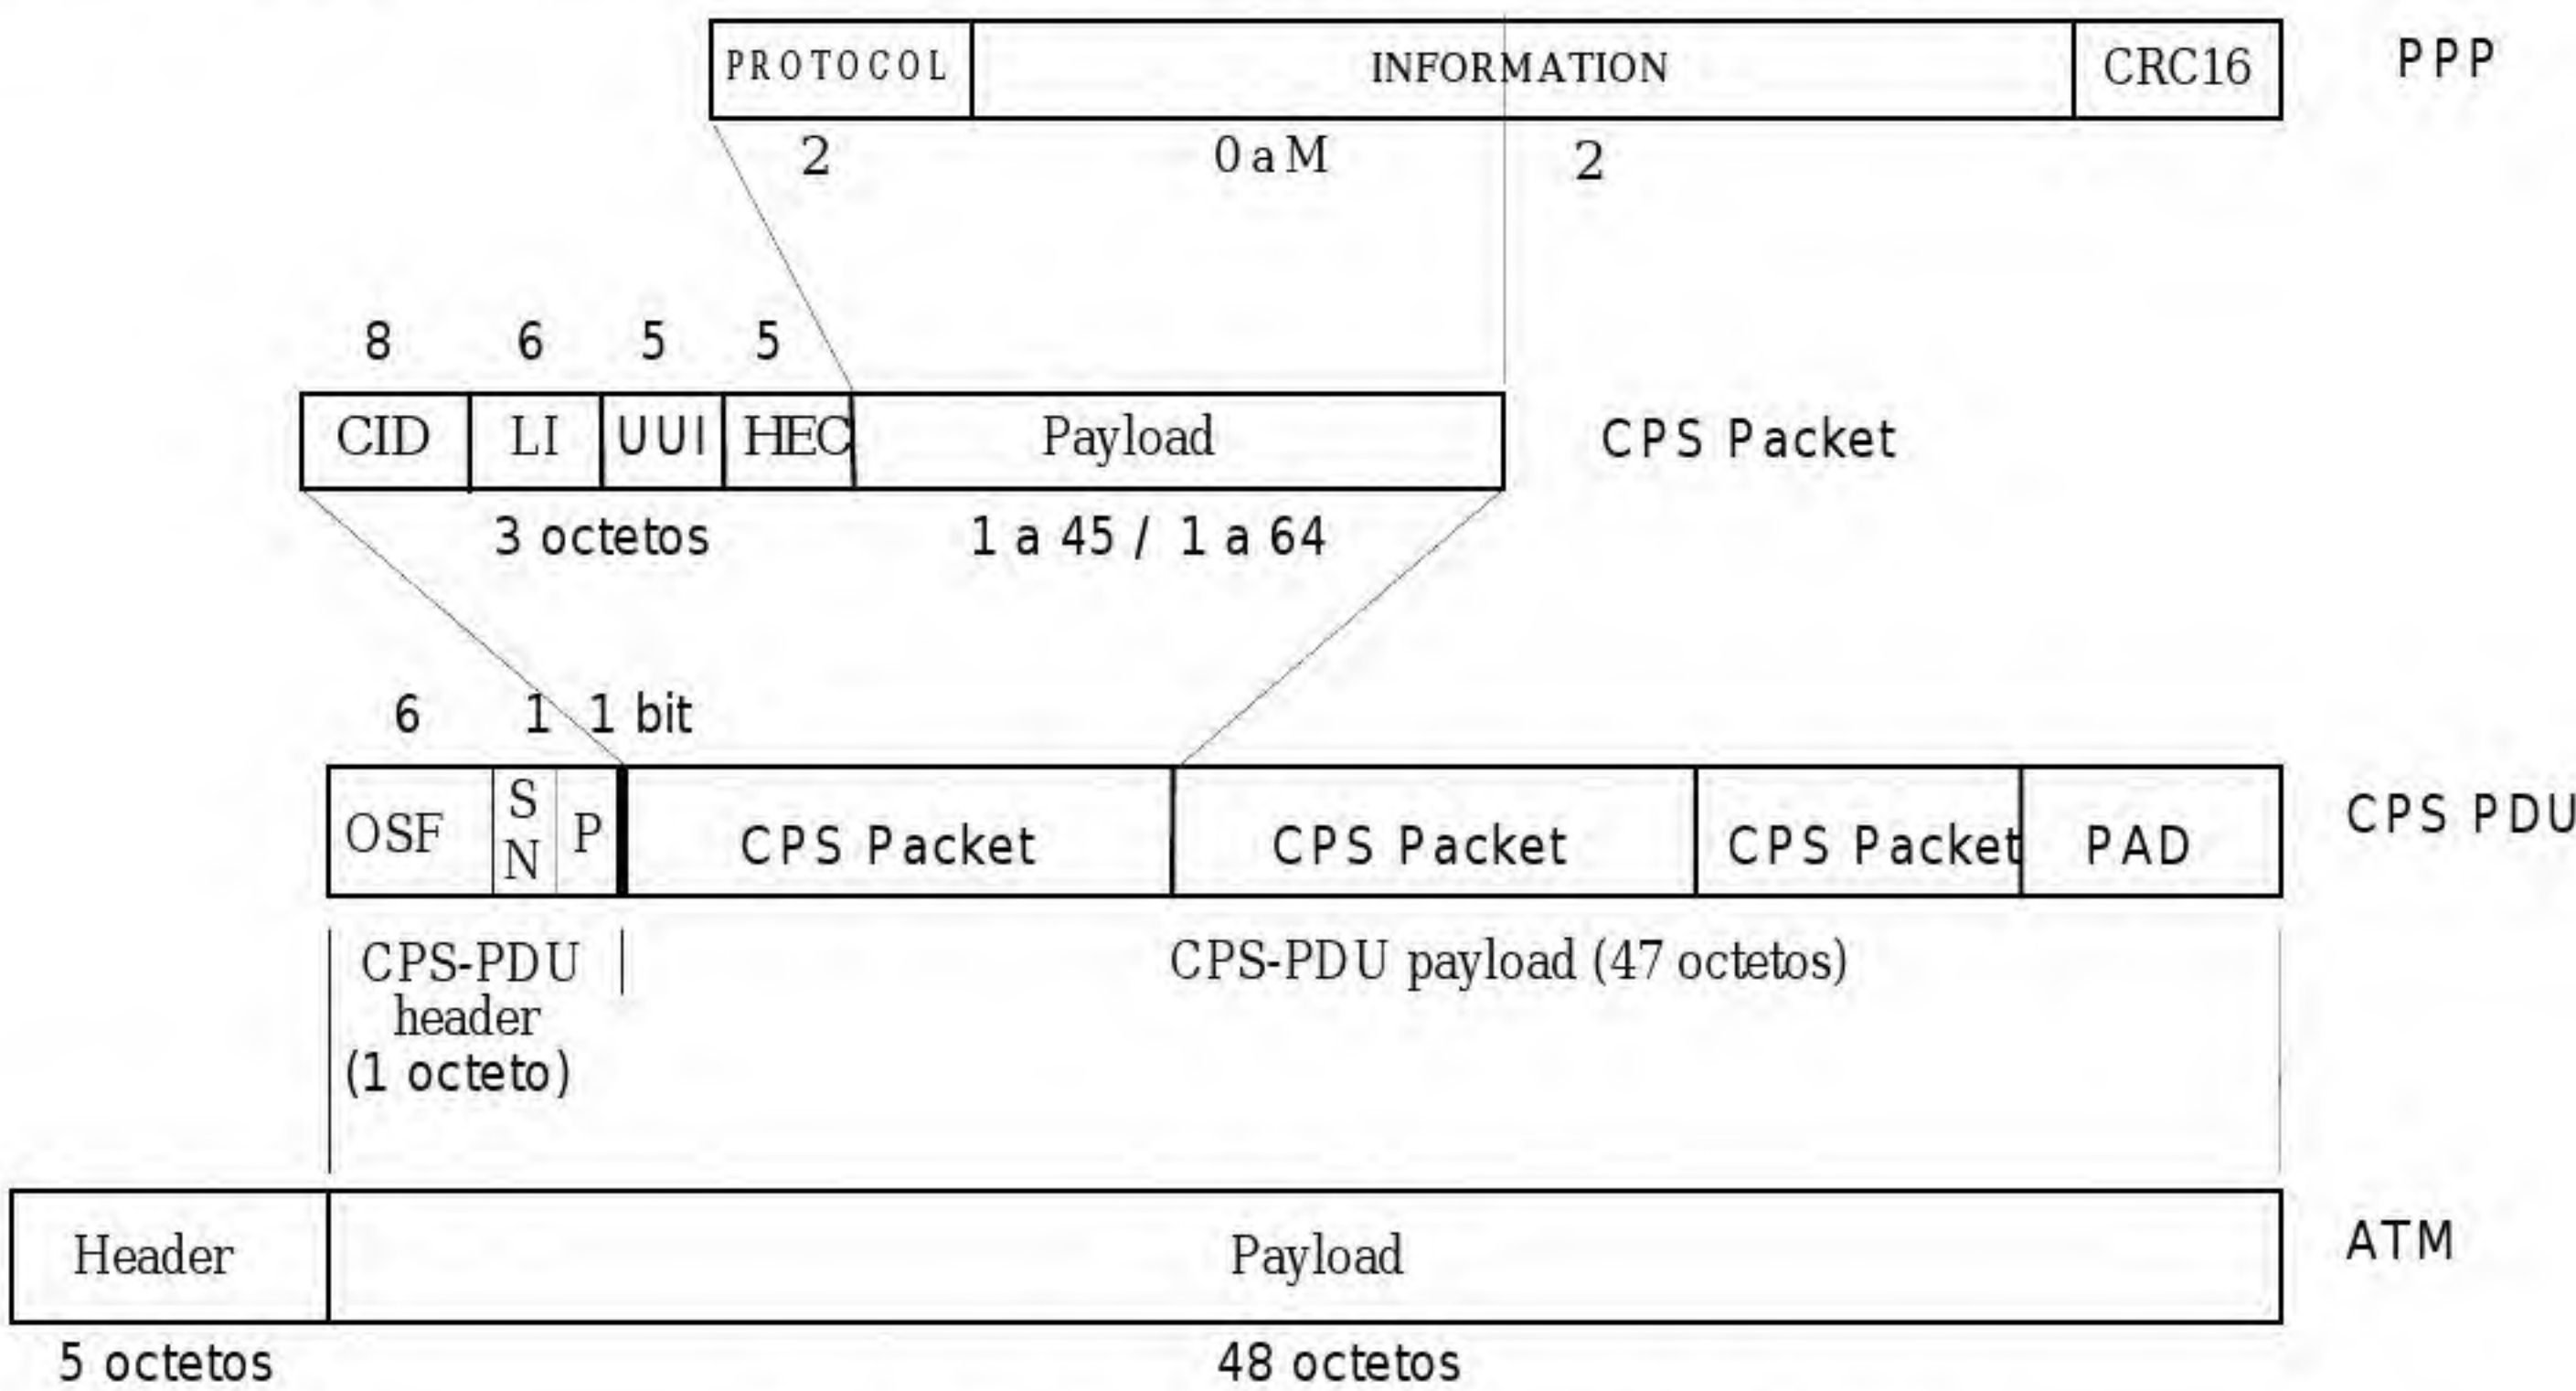 PROTOCOL INFORMATION CRC16 PPP
2 0 a M 2
8 6 5 5
CID LI UUI HEC Payload CPS Packet
3 octetos 1 a 45 / 1 a 64
6 1 1 bit
OSF SN P CPS Packet CPS Packet CPS Packet PAD CPS PDU
CPS-PDU header (1 octeto) CPS-PDU payload (47 octetos)
Header Payload ATM
5 octetos 48 octetos